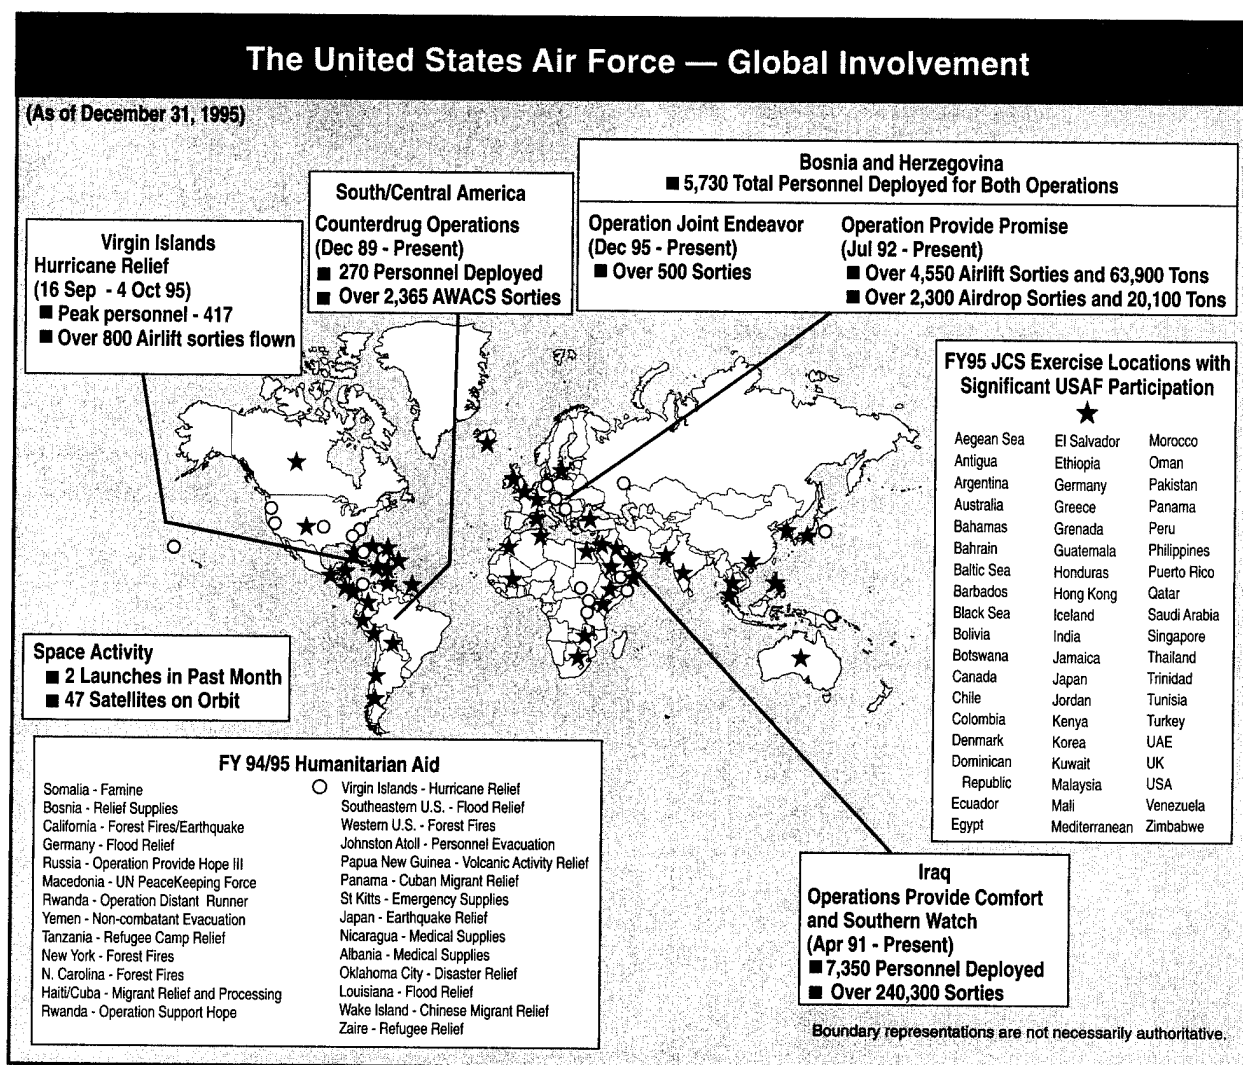 The United States Air Force — Global Involvement
(As of December 31, 1995)
Virgin Islands
Hurricane Relief
(16 Sep - 4 Oct 95)
■ Peak personnel - 417
■ Over 800 Airlift sorties flown
South/Central America
Counterdrug Operations
(Dec 89 - Present)
■ 270 Personnel Deployed
■ Over 2,365 AWACS Sorties
Bosnia and Herzegovina
■ 5,730 Total Personnel Deployed for Both Operations
Operation Joint Endeavor
(Dec 95 - Present)
■ Over 500 Sorties
Operation Provide Promise
(Jul 92 - Present)
■ Over 4,550 Airlift Sorties and 63,900 Tons
■ Over 2,300 Airdrop Sorties and 20,100 Tons
FY95 JCS Exercise Locations with
Significant USAF Participation
Aegean Sea
Antigua
Argentina
Australia
Bahamas
Bahrain
Baltic Sea
Barbados
Black Sea
Bolivia
Botswana
Canada
Chile
Colombia
Denmark
Dominican
Republic
Ecuador
Egypt
El Salvador
Ethiopia
Germany
Greece
Grenada
Guatemala
Honduras
Hong Kong
Iceland
India
Jamaica
Japan
Jordan
Kenya
Korea
Kuwait
Malaysia
Mali
Mediterranean
Morocco
Oman
Pakistan
Panama
Peru
Philippines
Puerto Rico
Qatar
Saudi Arabia
Singapore
Thailand
Trinidad
Tunisia
Turkey
UAE
UK
USA
Venezuela
Zimbabwe
Space Activity
■ 2 Launches in Past Month
■ 47 Satellites on Orbit
FY 94/95 Humanitarian Aid
Somalia - Famine
Bosnia - Relief Supplies
California - Forest Fires/Earthquake
Germany - Flood Relief
Russia - Operation Provide Hope III
Macedonia - UN PeaceKeeping Force
Rwanda - Operation Distant Runner
Yemen - Non-combatant Evacuation
Tanzania - Refugee Camp Relief
New York - Forest Fires
N. Carolina - Forest Fires
Haiti/Cuba - Migrant Relief and Processing
Rwanda - Operation Support Hope
Virgin Islands - Hurricane Relief
Southeastern U.S. - Flood Relief
Western U.S. - Forest Fires
Johnston Atoll - Personnel Evacuation
Papua New Guinea - Volcanic Activity Relief
Panama - Cuban Migrant Relief
St Kitts - Emergency Supplies
Japan - Earthquake Relief
Nicaragua - Medical Supplies
Albania - Medical Supplies
Oklahoma City - Disaster Relief
Louisiana - Flood Relief
Wake Island - Chinese Migrant Relief
Zaire - Refugee Relief
Iraq
Operations Provide Comfort
and Southern Watch
(Apr 91 - Present)
■ 7,350 Personnel Deployed
■ Over 240,300 Sorties
Boundary representations are not necessarily authoritative.